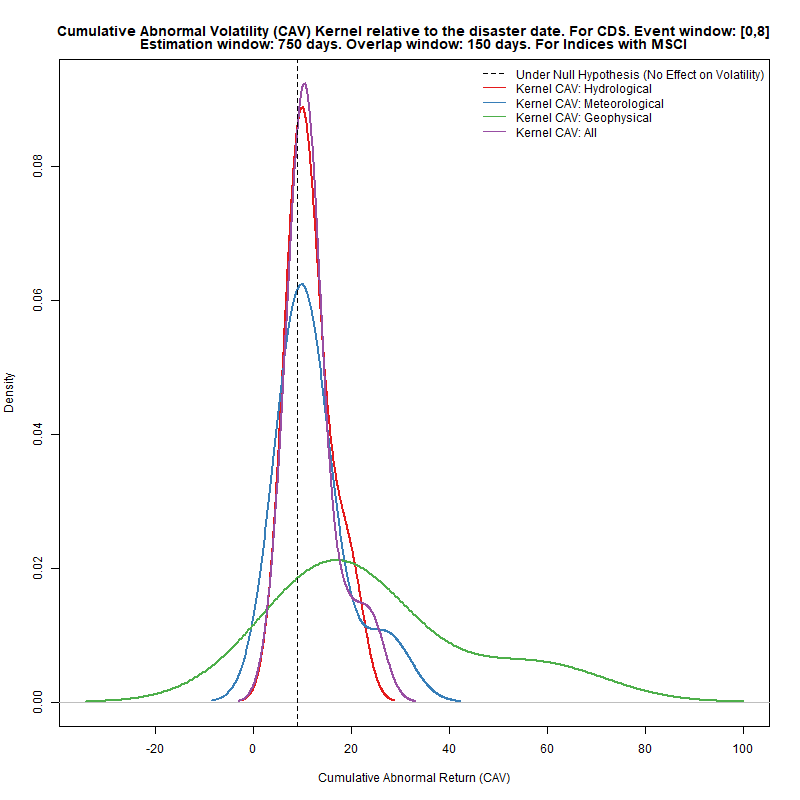 Cumulative Abnormal Volatility (CAV) Kernel relative to the disaster date. For CDS. Event window: [0,8]
Estimation window: 750 days. Overlap window: 150 days. For Indices with MSCI
Under Null Hypothesis (No Effect on Volatility)
Kernel CAV: Hydrological
Kernel CAV: Meteorological
Kernel CAV: Geophysical
Kernel CAV: All
Density
0.08
0.06
0.04
0.02
0.00
-20 0 20 40 60 80 100
Cumulative Abnormal Return (CAV)